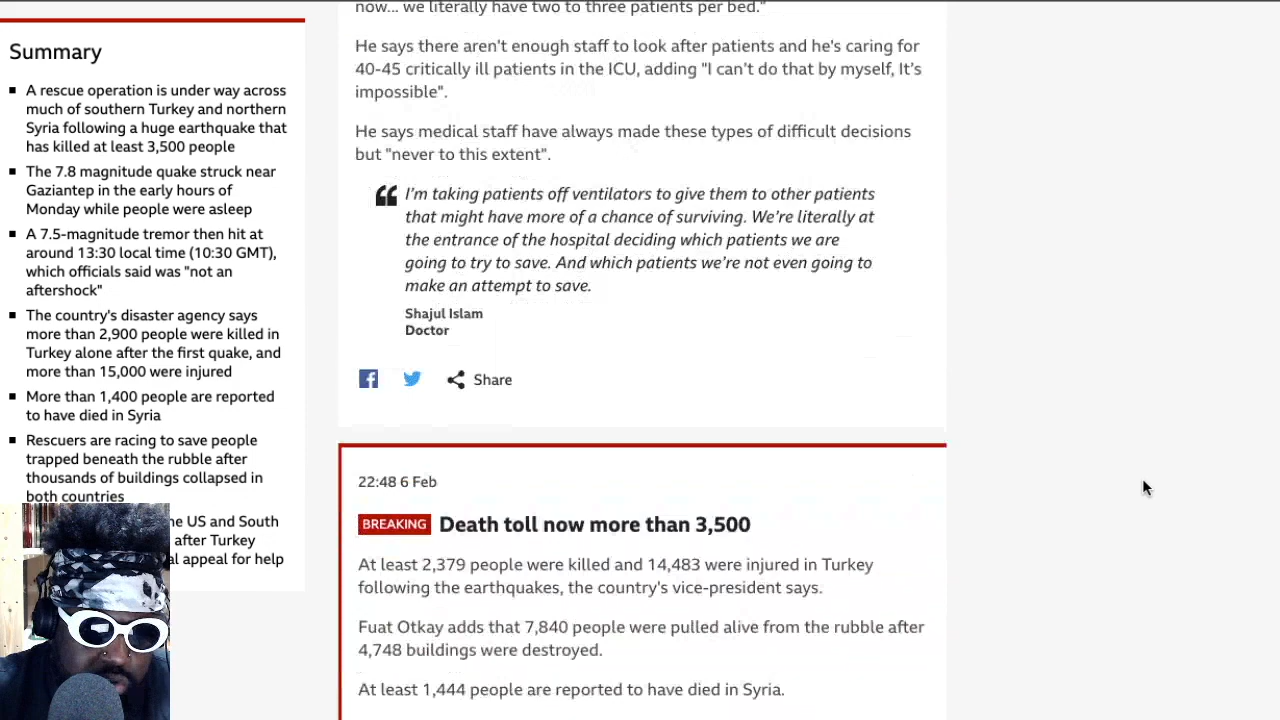 Summary
A rescue operation is under way across
much of southern Turkey and northern
Syria following a huge earthquake that
has killed at least 3,500 people
The 7.8 magnitude quake struck near
Gaziantep in the early hours of
Monday while people were asleep
A 7.5-magnitude tremor then hit at
around 13:30 local time (10:30 GMT),
which officials said was "not an
aftershock"
The country's disaster agency says
more than 2,900 people were killed in
Turkey alone after the first quake, and
more than 15,000 were injured
More than 1,400 people are reported
to have died in Syria
Rescuers are racing to save people
trapped beneath the rubble after
thousands of buildings collapsed in
both countries
US and South
after Turkey
appeal for help
now... we literally have two to three patients per bed."
He says there aren't enough staff to look after patients and he's caring for
40-45 critically ill patients in the ICU, adding "I can't do that by myself, It's
impossible".
He says medical staff have always made these types of difficult decisions
but "never to this extent".
I'm taking patients off ventilators to give them to other patients
that might have more of a chance of surviving. We're literally at
the entrance of the hospital deciding which patients we are
going to try to save. And which patients we're not even going to
make an attempt to save.
Shajul Islam
Doctor
Share
22:48 6 Feb
BREAKING Death toll now more than 3,500
At least 2,379 people were killed and 14,483 were injured in Turkey
following the earthquakes, the country's vice-president says.
Fuat Otkay adds that 7,840 people were pulled alive from the rubble after
4,748 buildings were destroyed.
At least 1,444 people are reported to have died in Syria.